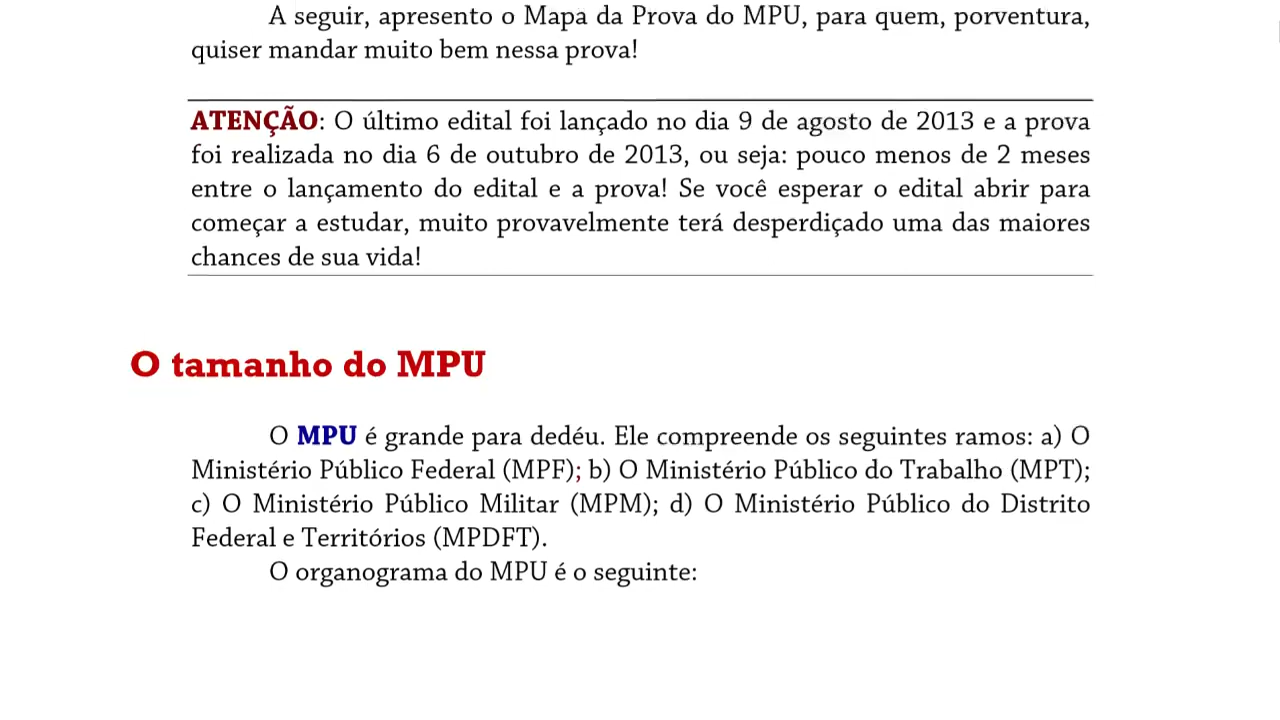 A seguir, apresento o Mapa da Prova do MPU, para quem, porventura,
quiser mandar muito bem nessa prova!
ATENÇÃO: O último edital foi lançado no dia 9 de agosto de 2013 e a prova
foi realizada no dia 6 de outubro de 2013, ou seja: pouco menos de 2 meses
entre o lançamento do edital e a prova! Se você esperar o edital abrir para
começar a estudar, muito provavelmente terá desperdiçado uma das maiores
chances de sua vida!
O tamanho do MPU
O MPU é grande para dedéu. Ele compreende os seguintes ramos: a) O
Ministério Público Federal (MPF); b) O Ministério Público do Trabalho (MPT);
c) O Ministério Público Militar (MPM); d) O Ministério Público do Distrito
Federal e Territórios (MPDFT).
O organograma do MPU é o seguinte: